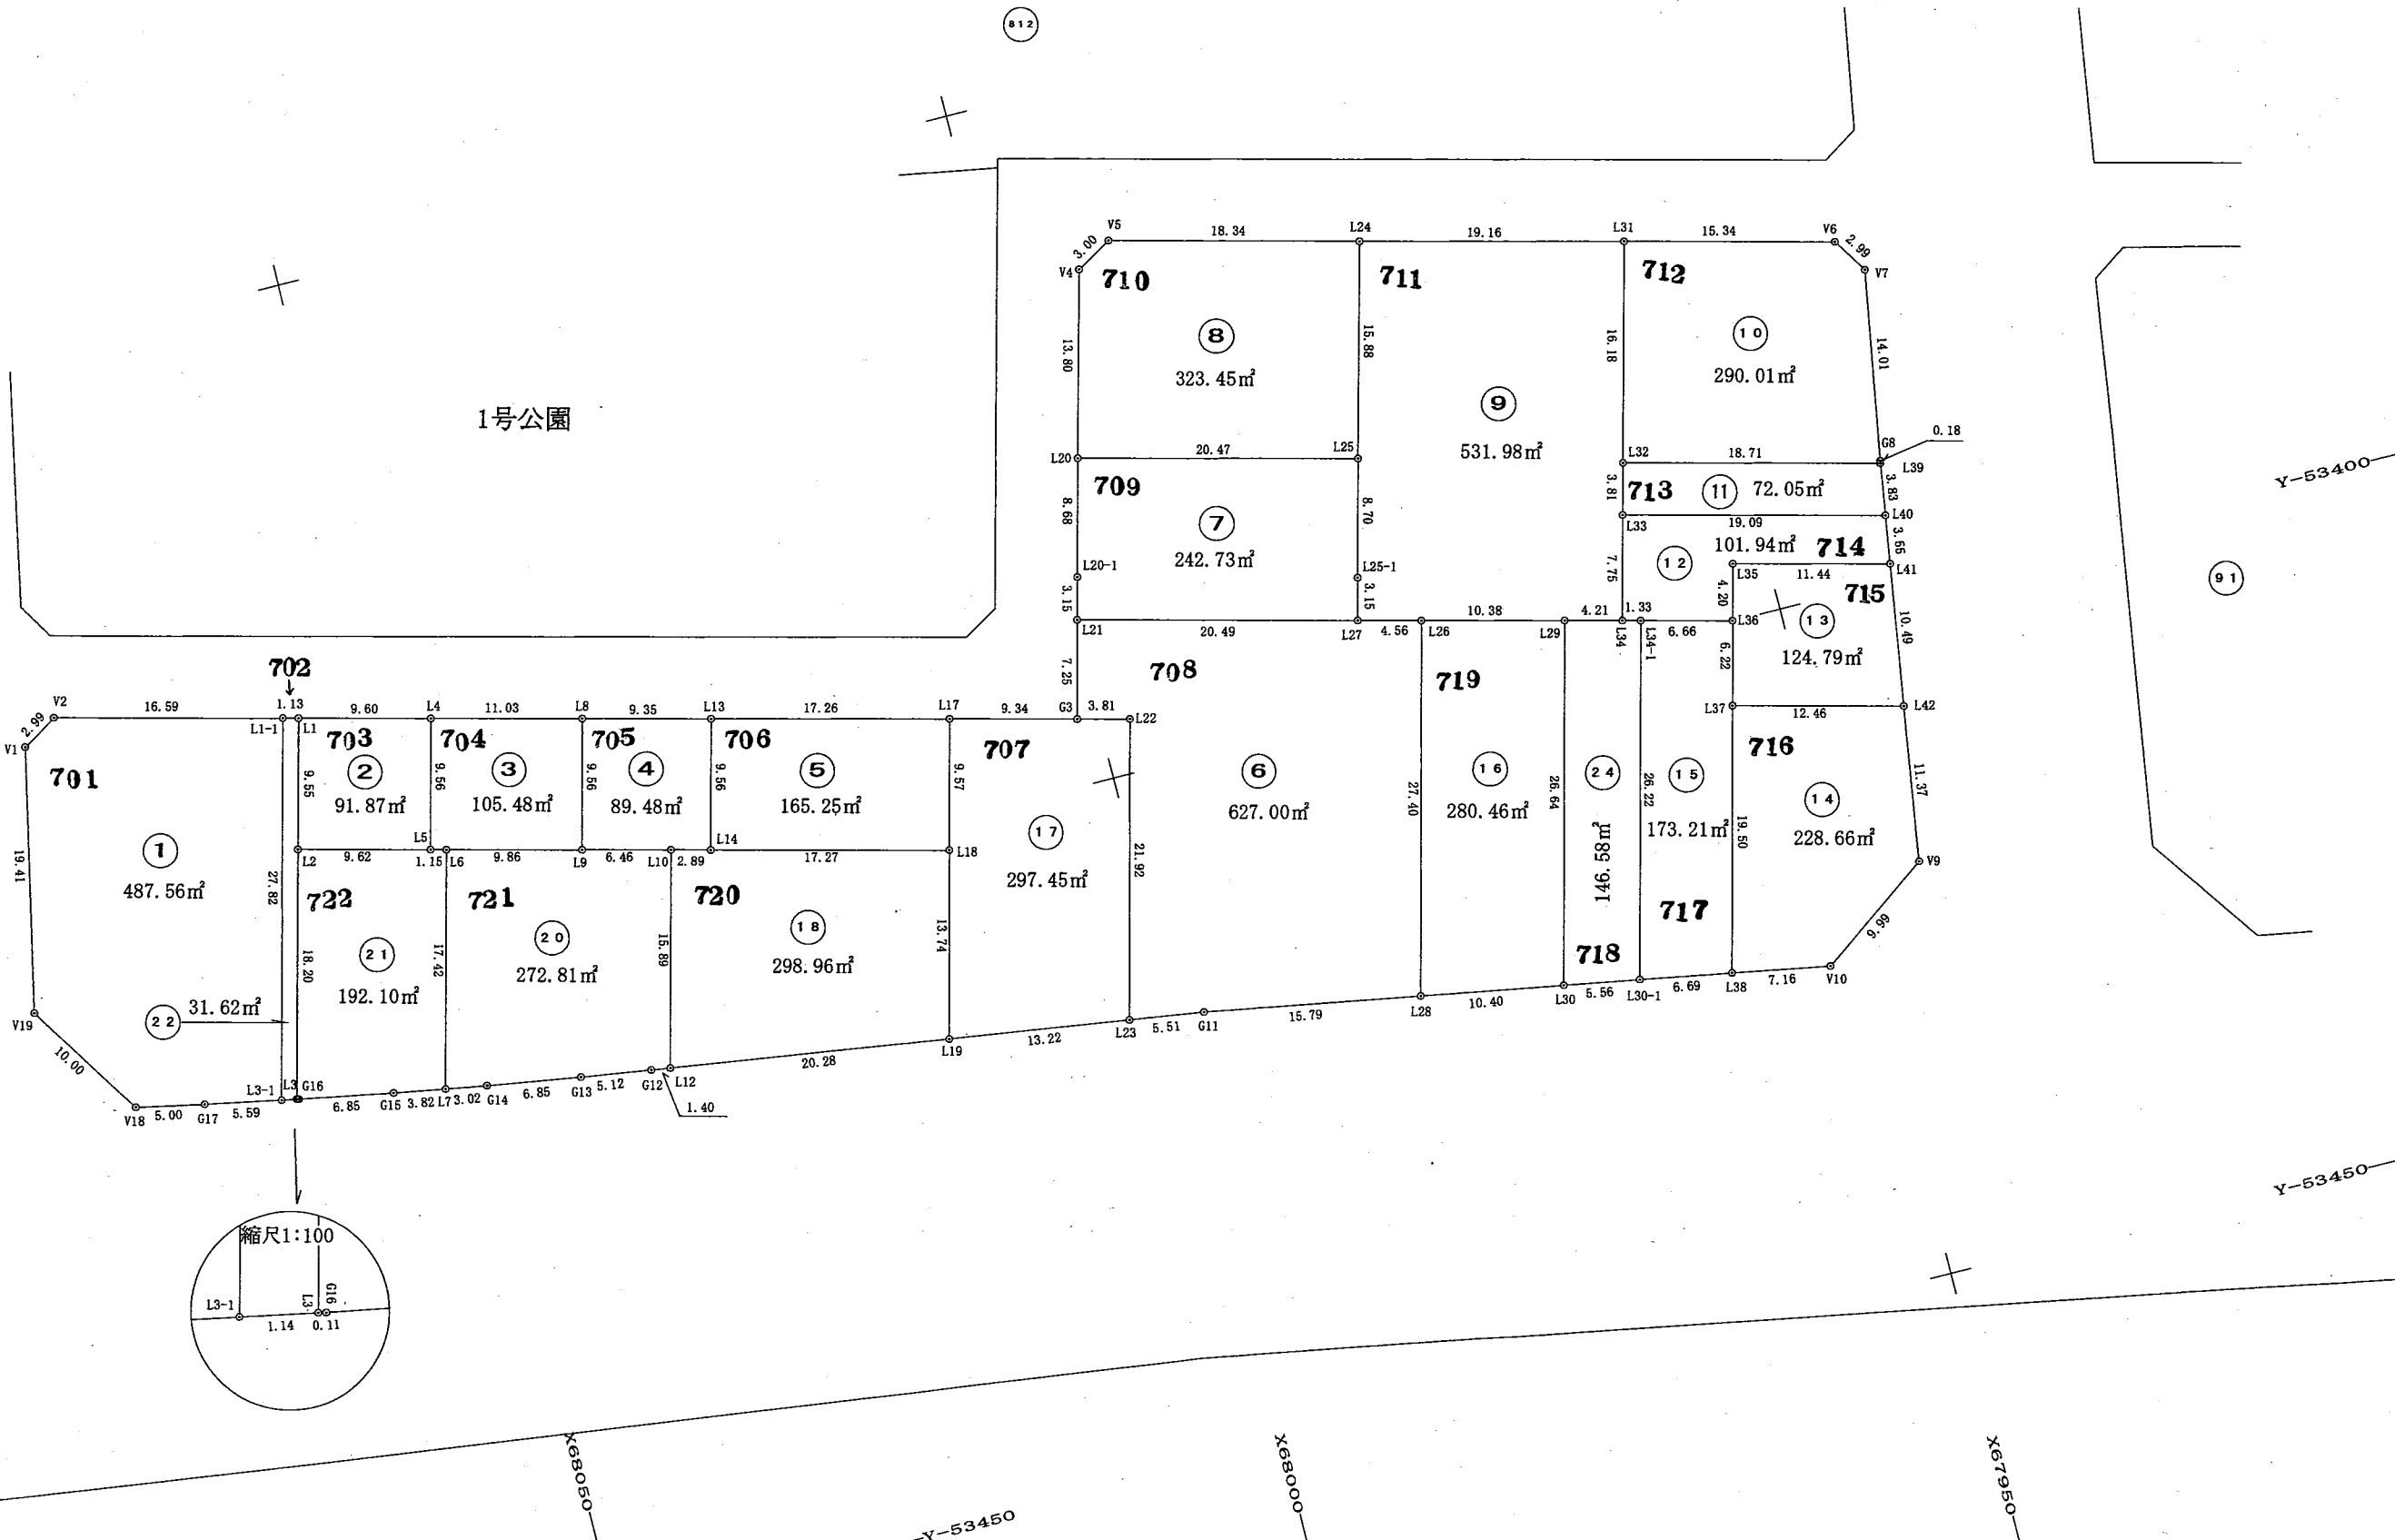 812
1号公園
V5
18.34
L24
19.16
L31
15.34
V6
2.99
V7
3.00
V4
710
711
712
8
323.45㎡
13.80
15.88
16.18
10
290.01㎡
14.01
9
531.98㎡
0.18
G8
L39
L20
20.47
L25
L32
18.71
Y-53400
709
8.68
7
242.73㎡
8.70
3.81
713
11
72.05㎡
3.83
L33
19.09
L40
101.94㎡
714
3.55
12
7.75
L20-1
L25-1
3.15
3.15
L35
11.44
L41
715
4.20
13
124.79㎡
10.49
91
L21
20.49
L27
4.56
L26
10.38
L29
4.21
L34
1.33
L34-1
6.66
L36
6.22
7.25
708
719
L37
12.46
L42
702
V2
16.59
1.13
9.60
L4
11.03
L8
9.35
L13
17.26
L17
9.34
G3
3.81
L22
2.99
V1
L1-1
L1
701
703
704
705
706
707
716
9.55
2
91.87㎡
9.56
3
105.48㎡
9.56
4
89.48㎡
9.56
5
165.25㎡
9.57
6
627.00㎡
16
280.46㎡
24
146.58㎡
15
173.21㎡
14
228.66㎡
11.37
27.40
26.64
26.22
19.50
17
297.45㎡
21.92
1
487.56㎡
19.41
27.82
L2
9.62
L5
1.15
L6
9.86
L9
6.46
L10
2.89
L14
17.27
L18
V9
722
721
720
717
718
18.20
21
192.10㎡
17.42
20
272.81㎡
15.89
18
298.96㎡
13.74
9.99
22
31.62㎡
V19
10.00
V18
5.00
G17
5.59
L3-1
L3
G16
6.85
G15
3.82
L7
3.02
G14
6.85
G13
5.12
G12
L12
1.40
20.28
L19
13.22
L23
5.51
G11
15.79
L28
10.40
L30
5.56
L30-1
6.69
L38
7.16
V10
縮尺1:100
L3-1
L3
G16
1.14
0.11
Y-53450
X68050
X68000
X67950
Y-53450